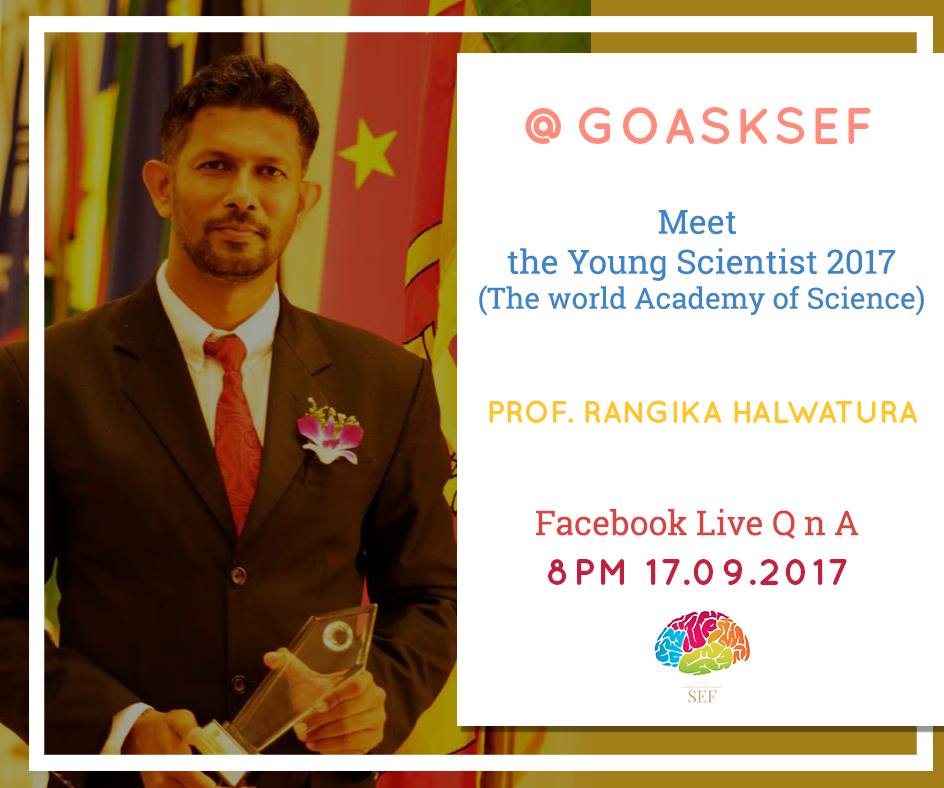 @GOASKSEF
Meet
the Young Scientist 2017
(The world Academy of Science)
PROF. RANGIKA HALWATURA
Facebook Live Q n A
8PM 17.09.2017
SEF